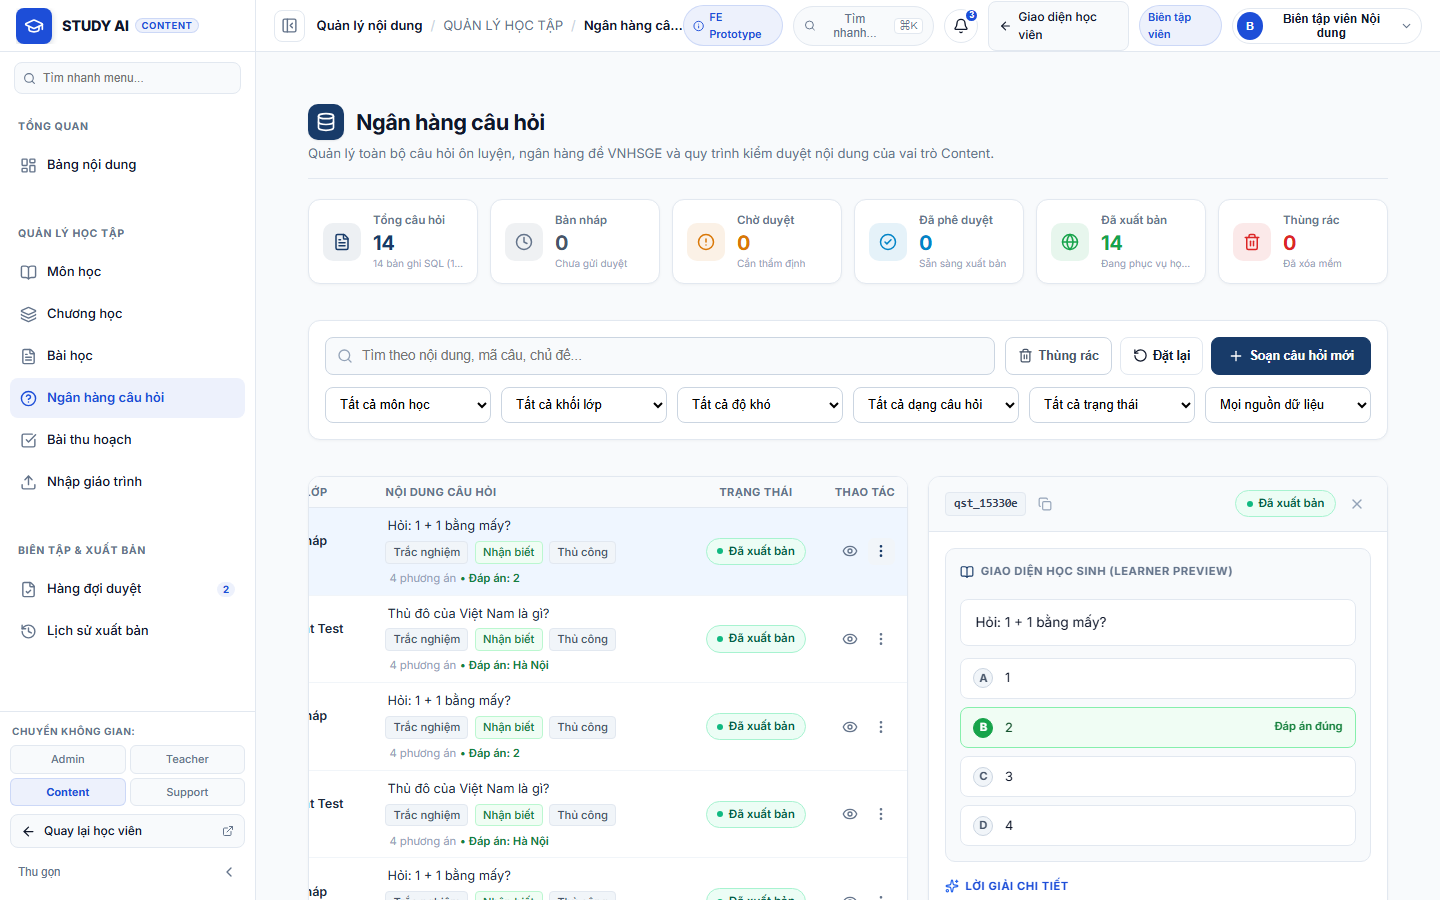 STUDY AI CONTENT
Tìm nhanh menu...
TỔNG QUAN
Bảng nội dung
QUẢN LÝ HỌC TẬP
Môn học
Chương học
Bài học
Ngân hàng câu hỏi
Bài thu hoạch
Nhập giáo trình
BIÊN TẬP & XUẤT BẢN
Hàng đợi duyệt 2
Lịch sử xuất bản
CHUYỂN KHÔNG GIAN:
Admin Teacher
Content Support
Quay lại học viên
Thu gọn
Quản lý nội dung / QUẢN LÝ HỌC TẬP / Ngân hàng câ...
FE
Prototype
Tìm
nhanh...
⌘K
3
Giao diện học
viên
Biên tập
viên
B
Biên tập viên Nội
dung
Ngân hàng câu hỏi
Quản lý toàn bộ câu hỏi ôn luyện, ngân hàng đề VNHSGE và quy trình kiểm duyệt nội dung của vai trò Content.
Tổng câu hỏi
14
14 bản ghi SQL (1...
Bản nháp
0
Chưa gửi duyệt
Chờ duyệt
0
Cần thẩm định
Đã phê duyệt
0
Sẵn sàng xuất bản
Đã xuất bản
14
Đang phục vụ họ...
Thùng rác
0
Đã xóa mềm
Tìm theo nội dung, mã câu, chủ đề...
Thùng rác
Đặt lại
Soạn câu hỏi mới
Tất cả môn học
Tất cả khối lớp
Tất cả độ khó
Tất cả dạng câu hỏi
Tất cả trạng thái
Mọi nguồn dữ liệu
LỚP NỘI DUNG CÂU HỎI TRẠNG THÁI THAO TÁC
Hỏi: 1 + 1 bằng mấy?
háp
Trắc nghiệm Nhận biết Thủ công Đã xuất bản
4 phương án • Đáp án: 2
Thủ đô của Việt Nam là gì?
t Test
Trắc nghiệm Nhận biết Thủ công Đã xuất bản
4 phương án • Đáp án: Hà Nội
Hỏi: 1 + 1 bằng mấy?
háp
Trắc nghiệm Nhận biết Thủ công Đã xuất bản
4 phương án • Đáp án: 2
Thủ đô của Việt Nam là gì?
t Test
Trắc nghiệm Nhận biết Thủ công Đã xuất bản
4 phương án • Đáp án: Hà Nội
Hỏi: 1 + 1 bằng mấy?
háp
Trắc nghiệm Nhận biết Thủ công Đã xuất bản
qst_15330e
Đã xuất bản
GIAO DIỆN HỌC SINH (LEARNER PREVIEW)
Hỏi: 1 + 1 bằng mấy?
A 1
B 2 Đáp án đúng
C 3
D 4
LỜI GIẢI CHI TIẾT